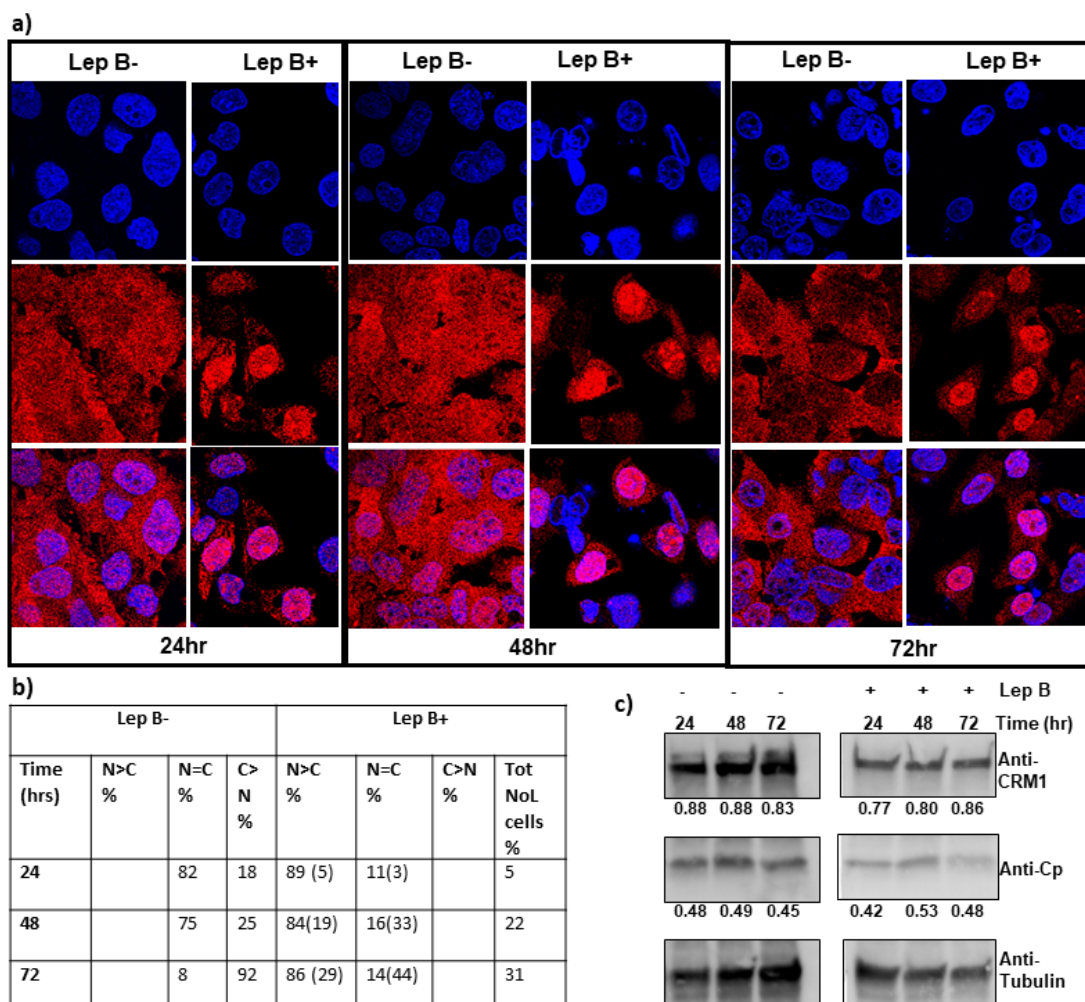 a)
Lep B- Lep B+ Lep B- Lep B+ Lep B- Lep B+
24hr 48hr 72hr
b)
Lep B- Lep B+
Time (hrs) N>C % N=C % C> N % N>C % N=C % C>N % Tot NoL cells %
24 82 18 89 (5) 11(3) 5
48 75 25 84(19) 16(33) 22
72 8 92 86 (29) 14(44) 31
c)
- - - + + + Lep B
24 48 72 24 48 72 Time (hr)
Anti-CRM1
0.88 0.88 0.83 0.77 0.80 0.86
Anti-Cp
0.48 0.49 0.45 0.42 0.53 0.48
Anti-Tubulin